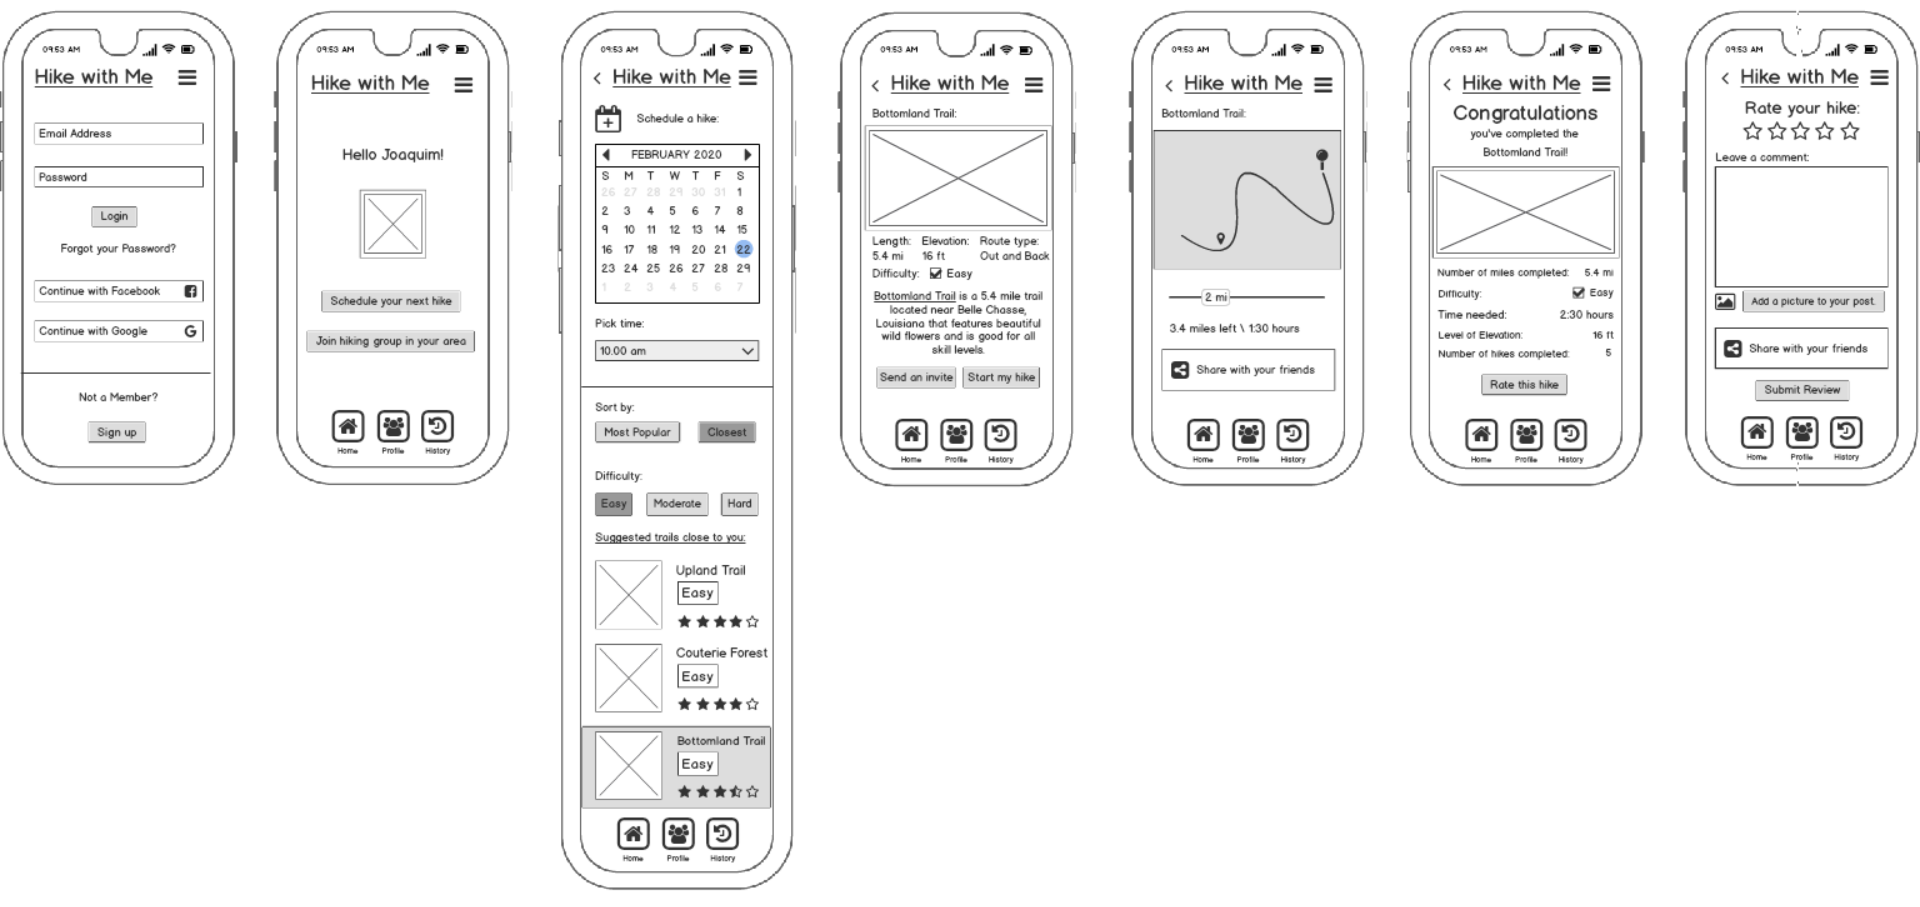 09:53 AM
Hike with Me
Email Address
Password
Login
Forgot your Password?
Continue with Facebook
Continue with Google
Not a Member?
Sign up
09:53 AM
Hike with Me
Hello Joaquim!
Schedule your next hike
Join hiking group in your area
Home Profile History
09:53 AM
< Hike with Me
Schedule a hike:
FEBRUARY 2020
S M T W T F S
26 27 28 29 30 31 1
2 3 4 5 6 7 8
9 10 11 12 13 14 15
16 17 18 19 20 21 22
23 24 25 26 27 28 29
1 2 3 4 5 6 7
Pick time:
10.00 am
Sort by:
Most Popular Closest
Difficulty:
Easy Moderate Hard
Suggested trails close to you:
Upland Trail
Easy
Couterie Forest
Easy
Bottomland Trail
Easy
Home Profile History
09:53 AM
< Hike with Me
Bottomland Trail:
Length: Elevation: Route type:
5.4 mi 16 ft Out and Back
Difficulty: Easy
Bottomland Trail is a 5.4 mile trail
located near Belle Chasse,
Louisiana that features beautiful
wild flowers and is good for all
skill levels.
Send an invite Start my hike
Home Profile History
09:53 AM
< Hike with Me
Bottomland Trail:
2 mi
3.4 miles left \ 1:30 hours
Share with your friends
Home Profile History
09:53 AM
< Hike with Me
Congratulations
you've completed the
Bottomland Trail!
Number of miles completed: 5.4 mi
Difficulty: Easy
Time needed: 2:30 hours
Level of Elevation: 16 ft
Number of hikes completed: 5
Rate this hike
Home Profile History
09:53 AM
< Hike with Me
Rate your hike:
Leave a comment:
Add a picture to your post.
Share with your friends
Submit Review
Home Profile History